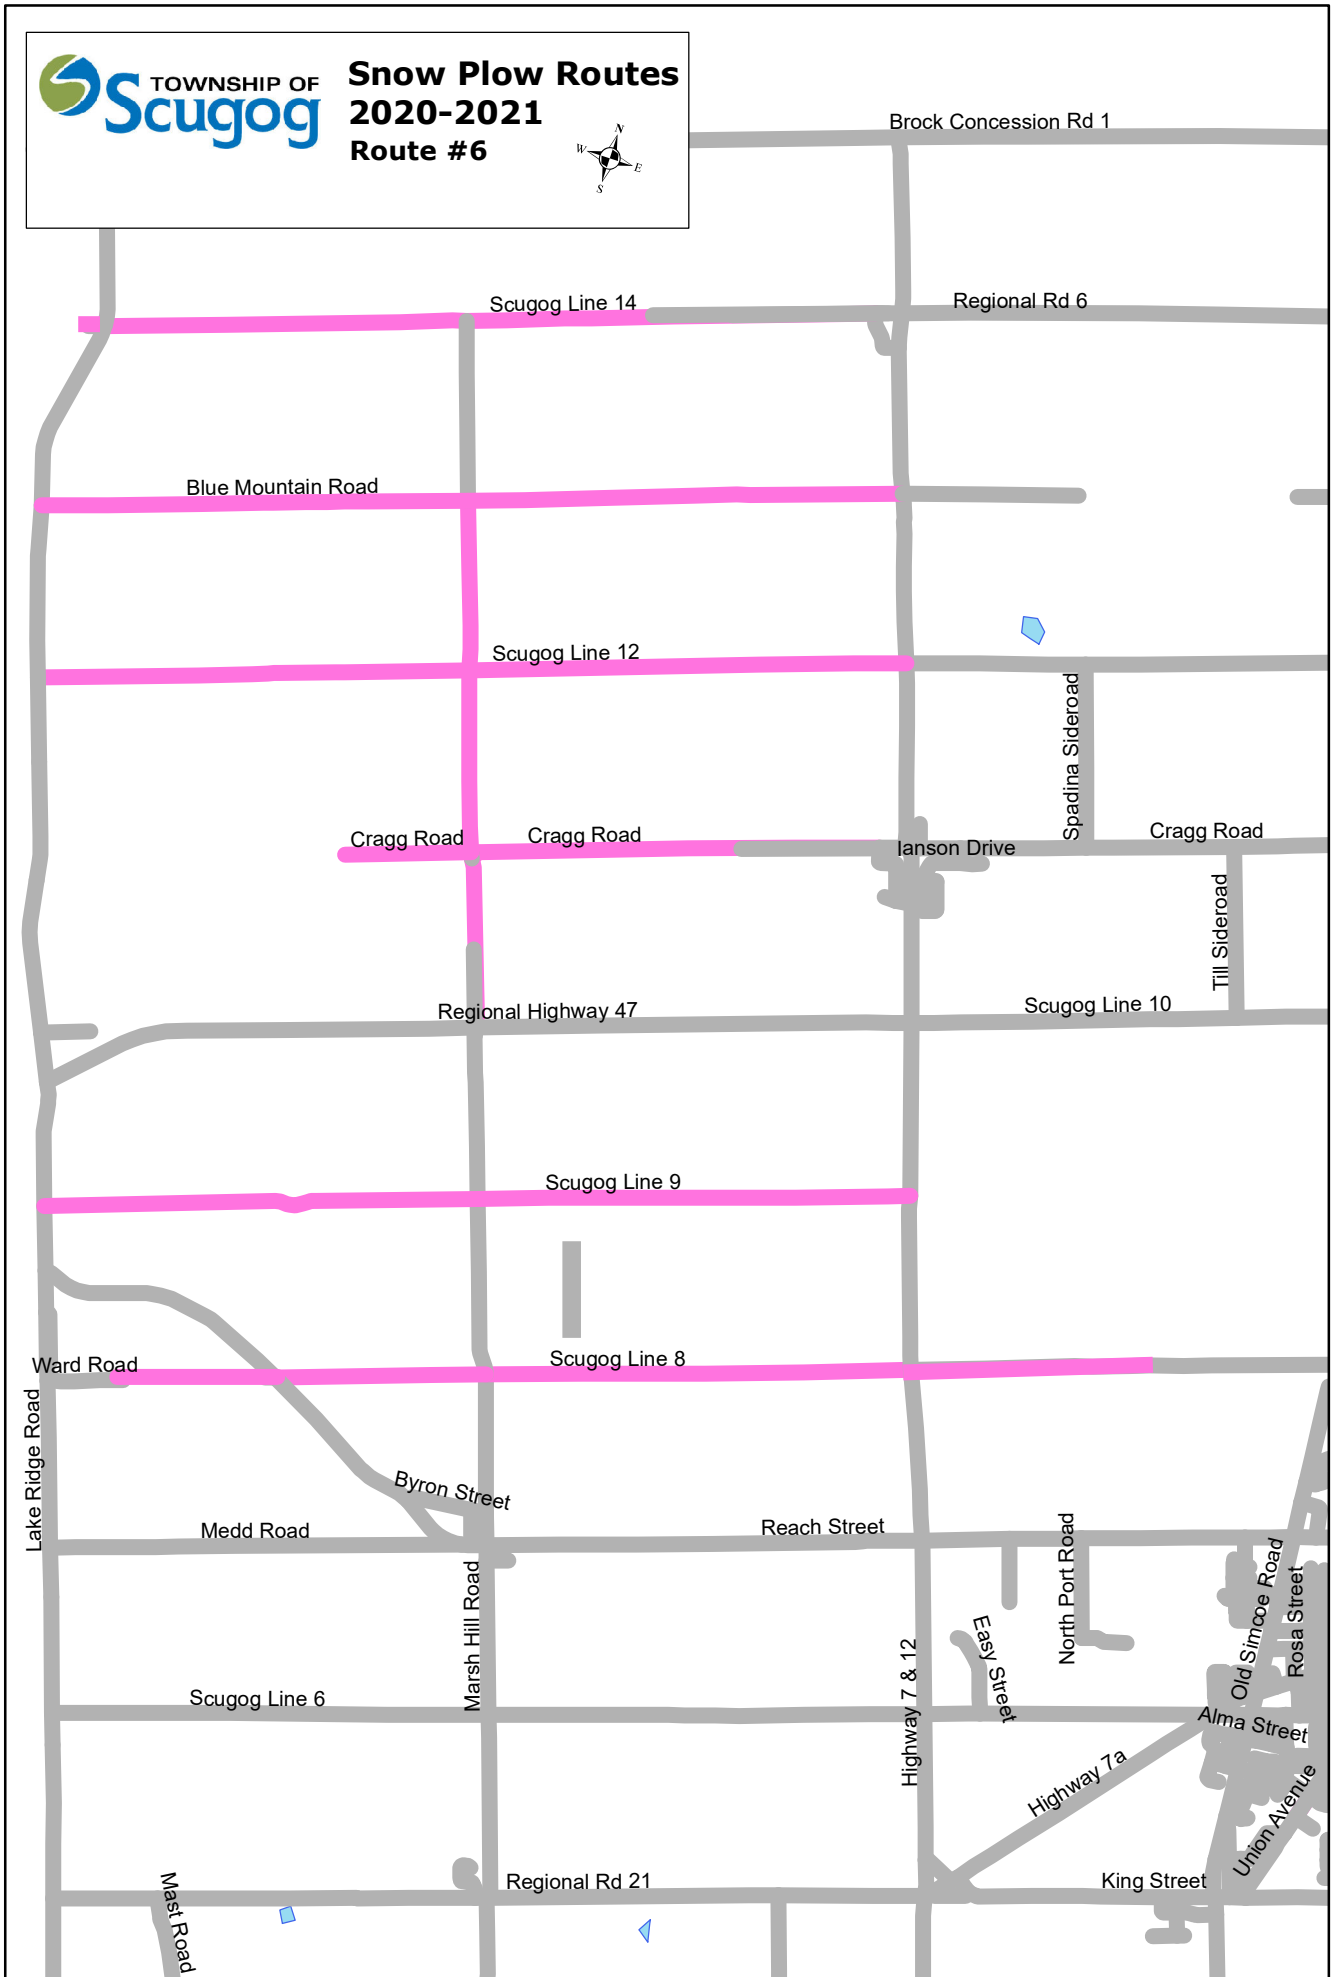 TOWNSHIP OF
Scugog
Snow Plow Routes
2020-2021
Route #6
N
W
E
S
Brock Concession Rd 1
Scugog Line 14
Regional Rd 6
Blue Mountain Road
Scugog Line 12
Spadina Sideroad
Cragg Road
Cragg Road
Ianson Drive
Cragg Road
Till Sideroad
Regional Highway 47
Scugog Line 10
Scugog Line 9
Ward Road
Scugog Line 8
Lake Ridge Road
Byron Street
Medd Road
Reach Street
Marsh Hill Road
North Port Road
Old Simcoe Road
Rosa Street
Easy Street
Highway 7 & 12
Scugog Line 6
Alma Street
Highway 7a
Union Avenue
Mast Road
Regional Rd 21
King Street